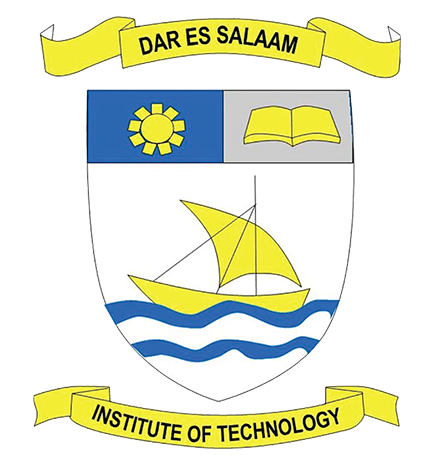 DAR ES SALAAM
INSTITUTE OF TECHNOLOGY